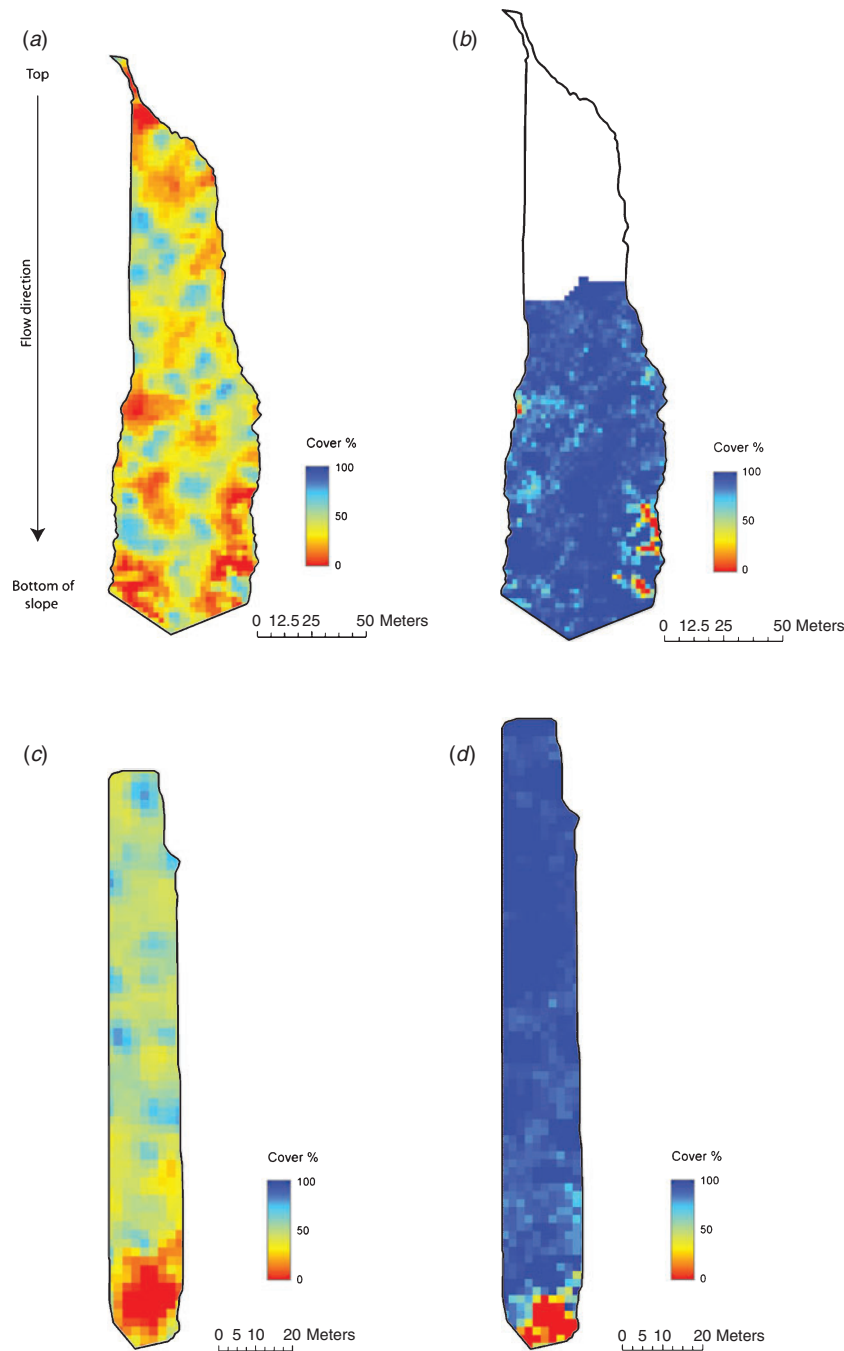 (a)
Top
Flow direction
Bottom of
slope
Cover %
100
50
0
0 12.5 25 50 Meters
(b)
Cover %
100
50
0
0 12.5 25 50 Meters
(c)
Cover %
100
50
0
0 5 10 20 Meters
(d)
Cover %
100
50
0
0 5 10 20 Meters